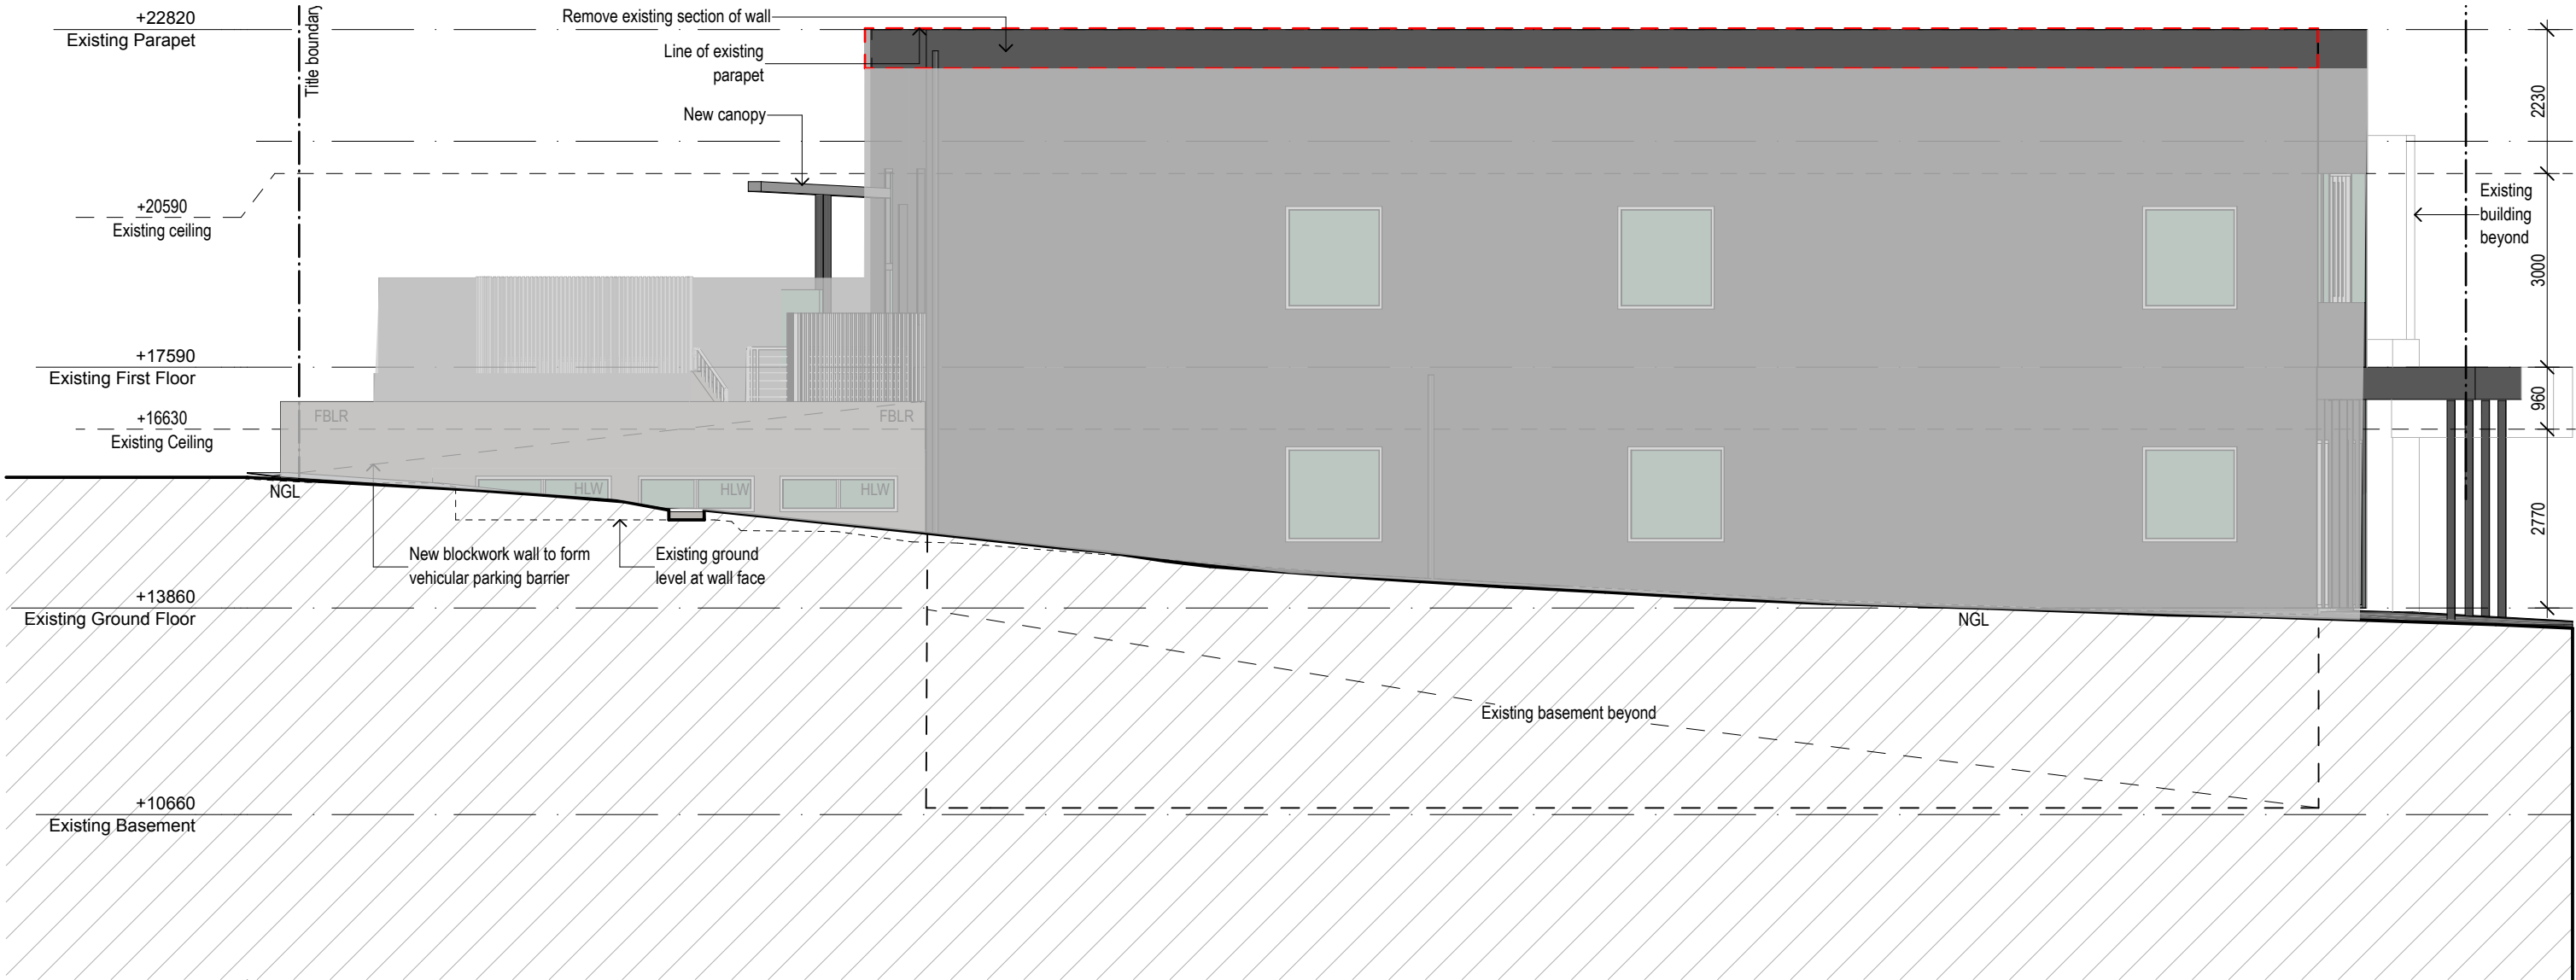 +22820
Existing Parapet
Title boundary
Remove existing section of wall
Line of existing
parapet
New canopy
2230
+20590
Existing ceiling
Existing
building
beyond
3000
+17590
Existing First Floor
960
+16630
Existing Ceiling
FBLR
FBLR
HLW
HLW
HLW
NGL
2770
New blockwork wall to form
vehicular parking barrier
Existing ground
level at wall face
+13860
Existing Ground Floor
NGL
Existing basement beyond
+10660
Existing Basement